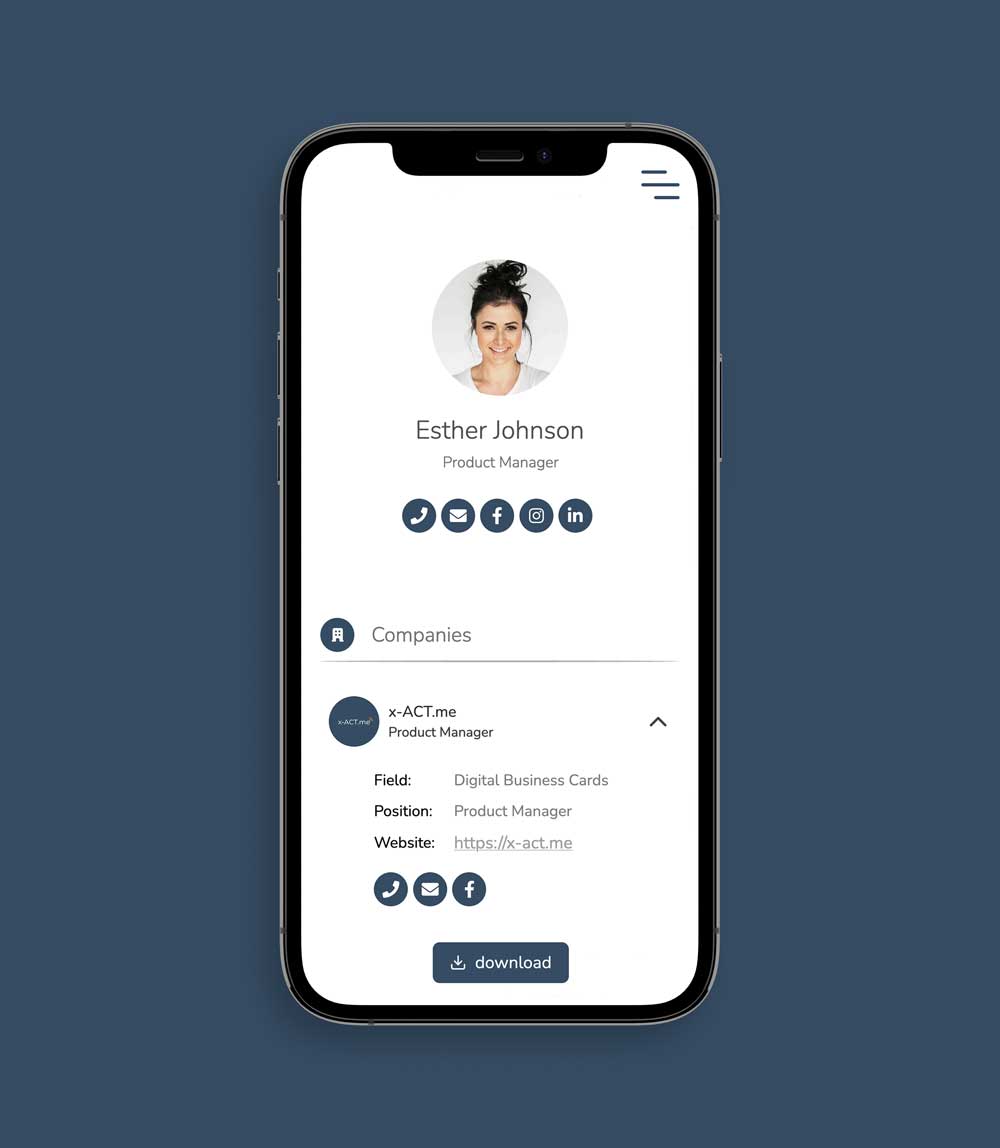 Esther Johnson
Product Manager
Companies
x-ACT.me
x-ACT.me
Product Manager
Field: Digital Business Cards
Position: Product Manager
Website: https://x-act.me
download